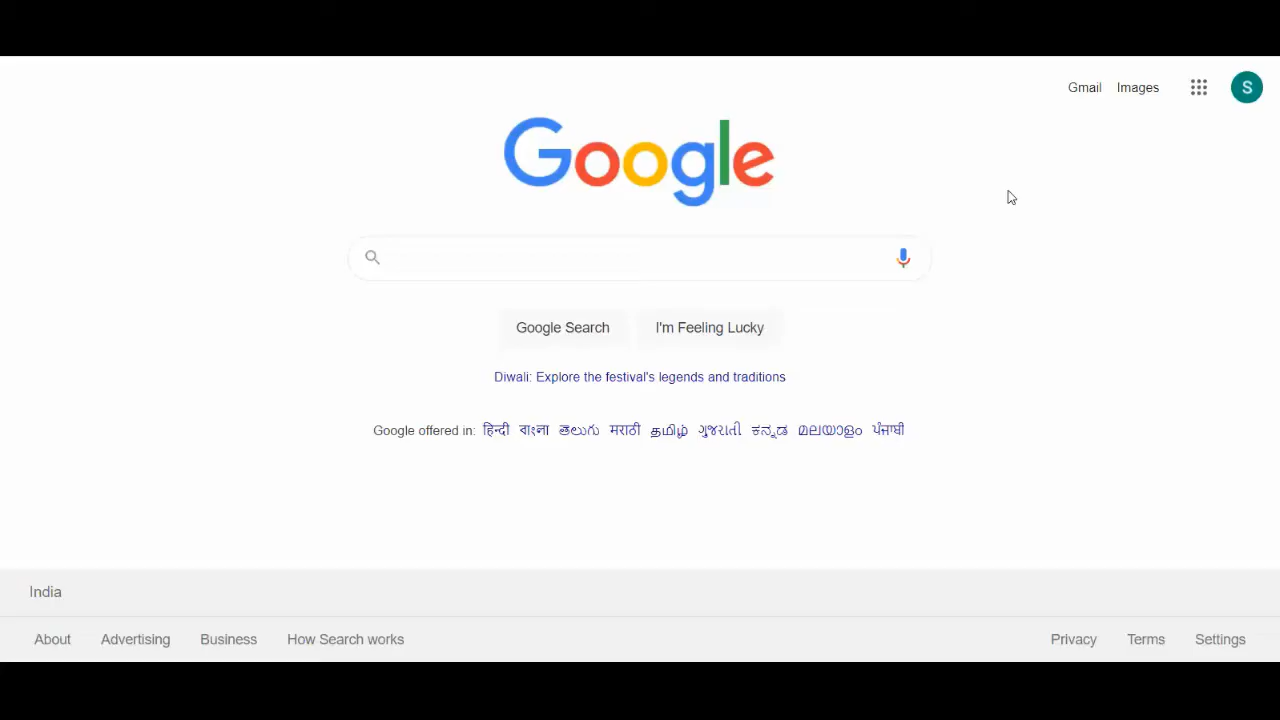 Gmail Images S
Google
Google Search I'm Feeling Lucky
Diwali: Explore the festival's legends and traditions
Google offered in: हिन्दी বাংলা తెలుగు मराठी தமிழ் ગુજરાતી ಕನ್ನಡ മലയാളം ਪੰਜਾਬੀ
India
About Advertising Business How Search works Privacy Terms Settings